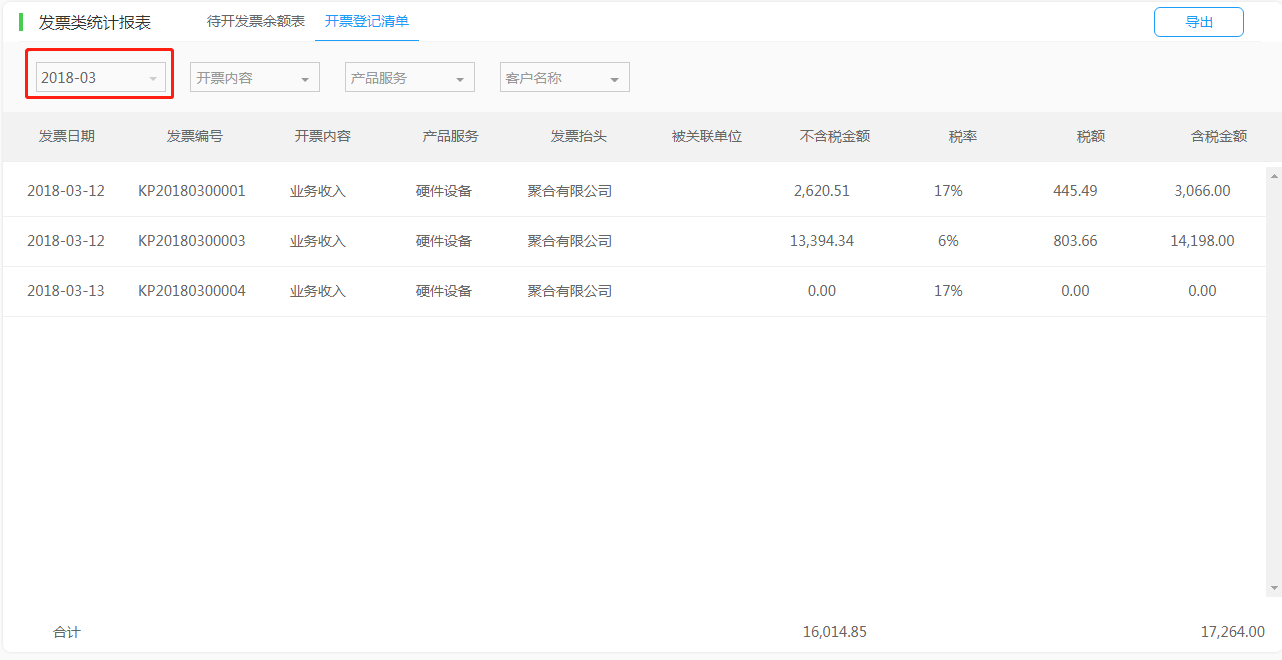 发票类统计报表 待开发票余额表 开票登记清单 导出
2018-03 开票内容 产品服务 客户名称
发票日期 发票编号 开票内容 产品服务 发票抬头 被关联单位 不含税金额 税率 税额 含税金额
2018-03-12 KP20180300001 业务收入 硬件设备 聚合有限公司 2,620.51 17% 445.49 3,066.00
2018-03-12 KP20180300003 业务收入 硬件设备 聚合有限公司 13,394.34 6% 803.66 14,198.00
2018-03-13 KP20180300004 业务收入 硬件设备 聚合有限公司 0.00 17% 0.00 0.00
合计 16,014.85 17,264.00